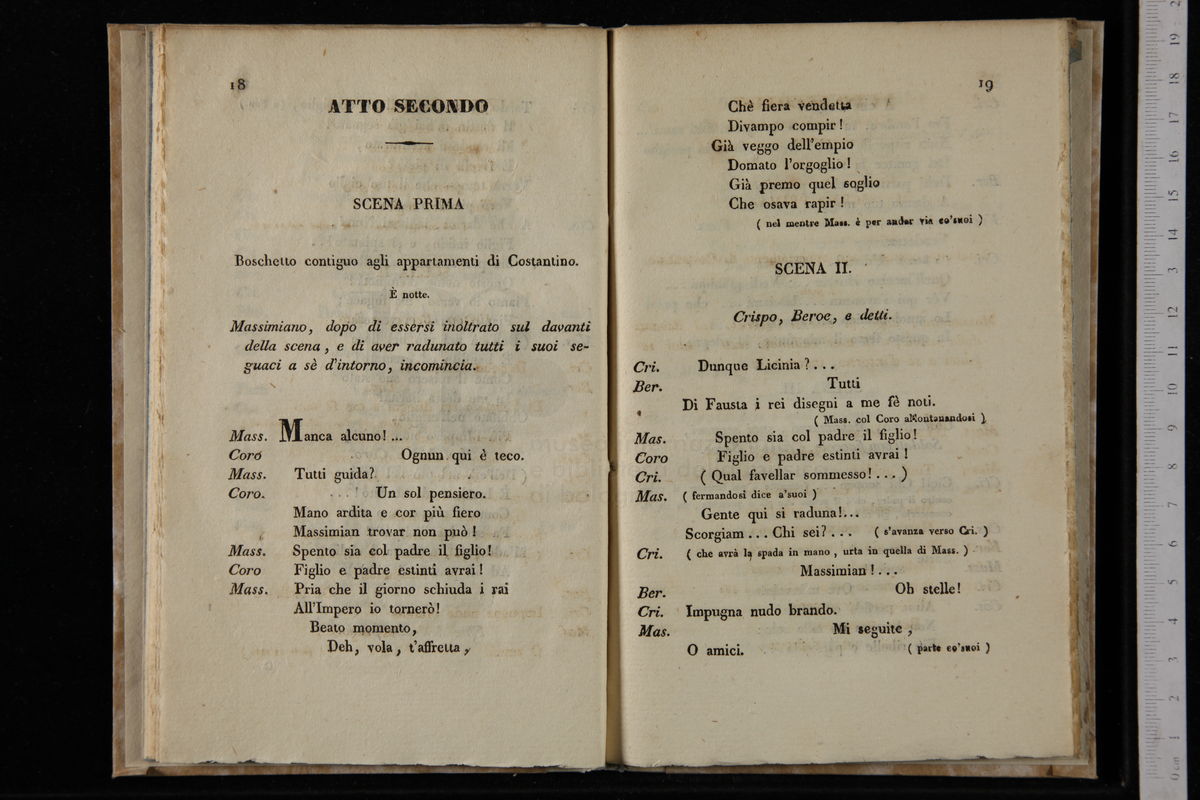 18
ATTO SECONDO
SCENA PRIMA
Boschetto contiguo agli appartamenti di Costantino.
È notte.
Massimiano, dopo di essersi inoltrato sul davanti
della scena, e di aver radunato tutti i suoi se-
guaci a sè d'intorno, incomincia.
Mass. Manca alcuno! ...
Coro Ognun qui è teco.
Mass. Tutti guida?
Coro. Un sol pensiero.
Mano ardita e cor più fiero
Massimian trovar non può!
Mass. Spento sia col padre il figlio!
Coro Figlio e padre estinti avrai!
Mass. Pria che il giorno schiuda i rai
All'Impero io tornerò!
Beato momento,
Deh, vola, t'affretta,
19
Chè fiera vendetta
Divampo compir!
Già veggo dell'empio
Domato l'orgoglio!
Già premo quel soglio
Che osava rapir!
( nel mentre Mass. è per andar via co'suoi )
SCENA II.
Crispo, Beroe, e detti.
Cri. Dunque Licinia?...
Ber. Tutti
Di Fausta i rei disegni a me fè noti.
( Mass. col Coro allontanandosi )
Mas. Spento sia col padre il figlio!
Coro Figlio e padre estinti avrai!
Cri. ( Qual favellar sommesso!... )
Mas. ( fermandosi dice a'suoi )
Gente qui si raduna!...
Scorgiam... Chi sei?... ( s'avanza verso Cri. )
Cri. ( che avrà la spada in mano, urta in quella di Mass. )
Massimian!...
Ber. Oh stelle!
Cri. Impugna nudo brando.
Mas. Mi seguite,
O amici. ( parte co'suoi )